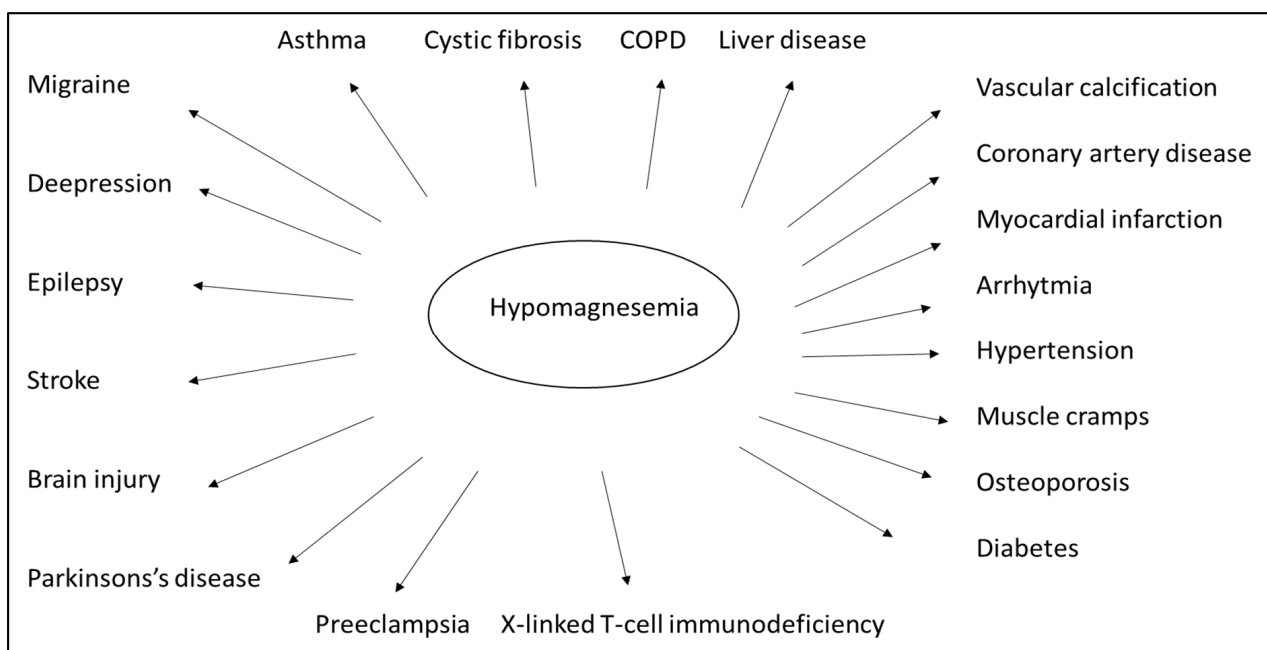 Asthma
Cystic fibrosis
COPD
Liver disease
Migraine
Deepression
Epilepsy
Stroke
Brain injury
Parkinsons’s disease
Hypomagnesemia
Vascular calcification
Coronary artery disease
Myocardial infarction
Arrhytmia
Hypertension
Muscle cramps
Osteoporosis
Diabetes
Preeclampsia
X-linked T-cell immunodeficiency